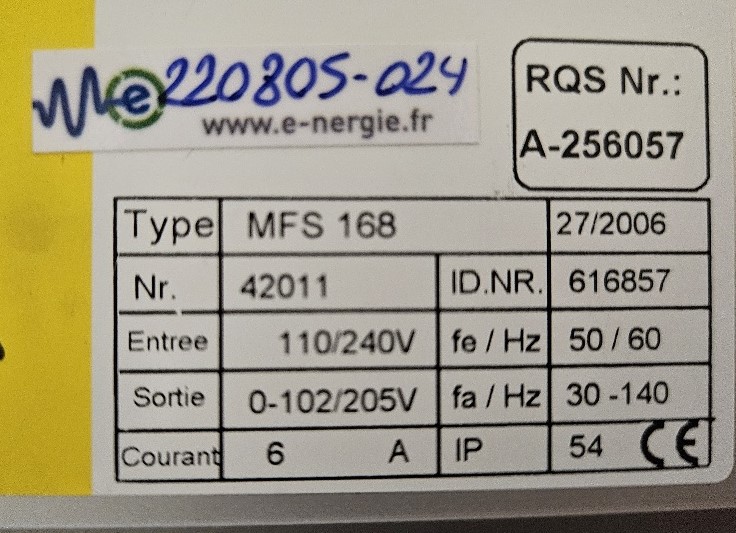 e 220805-024
www.e-nergie.fr
RQS Nr.:
A-256057
Type MFS 168 27/2006
Nr. 42011 ID.NR. 616857
Entree 110/240V fe / Hz 50 / 60
Sortie 0-102/205V fa / Hz 30 -140
Courant 6 A IP 54 CE